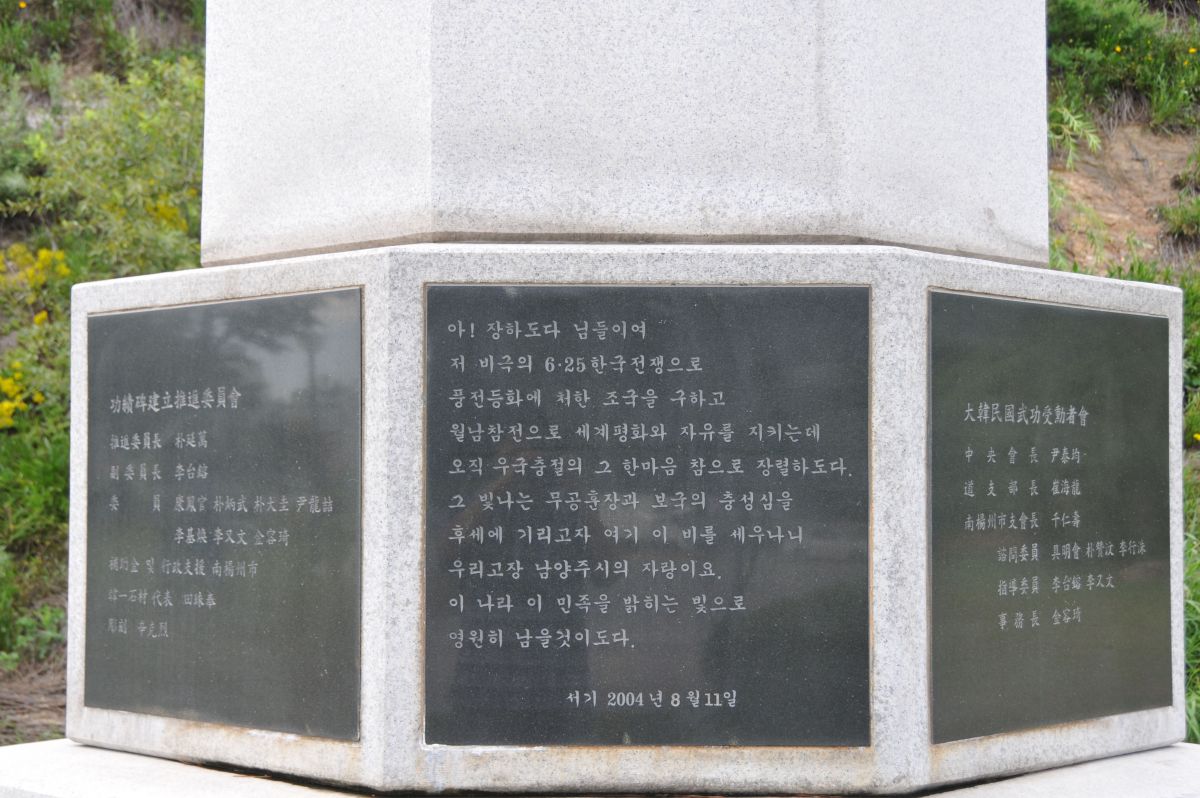 功績碑建立推進委員會
推進委員長 朴延萬
副委員長 李台鎔
委 員 康鳳官 朴炳武 朴天圭 尹龍喆
李基煥 李又文 金容琦
補助金 및 行政支援 南楊州市
石材 代表 田
彫刻 辛克烈
아! 장하도다 님들이여
저 비극의 6·25한국전쟁으로
풍전등화에 처한 조국을 구하고
월남참전으로 세계평화와 자유를 지키는데
오직 우국충절의 그 한마음 참으로 장렬하도다.
그 빛나는 무공훈장과 보국의 충성심을
후세에 기리고자 여기 이 비를 세우나니
우리고장 남양주시의 자랑이요.
이 나라 이 민족을 밝히는 빛으로
영원히 남을것이도다.
서기 2004년 8월 11일
大韓民國武功受勳者會
中央會長 尹泰均
道支部長 崔海龍
南楊州市支會長 千仁壽
諮問委員 具明會 朴贊汶 李行洙
指導委員 李台鎔 李又文
事務長 金容琦